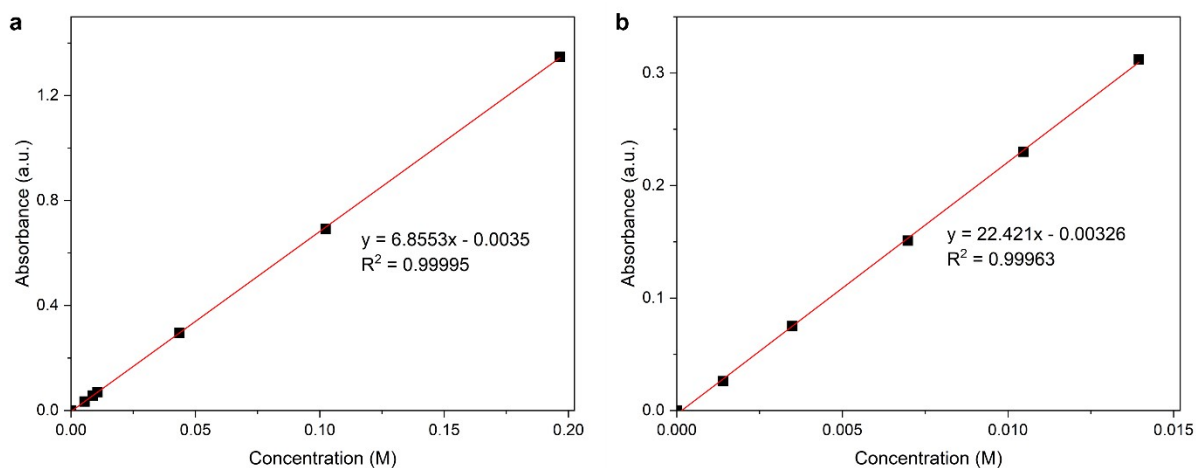 a
1.2
0.8
0.4
0.0
Absorbance (a.u.)
y = 6.8553x - 0.0035
R² = 0.99995
0.00 0.05 0.10 0.15 0.20
Concentration (M)
b
0.3
0.2
0.1
0.0
Absorbance (a.u.)
y = 22.421x - 0.00326
R² = 0.99963
0.000 0.005 0.010 0.015
Concentration (M)